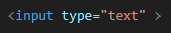 <input type="text" >